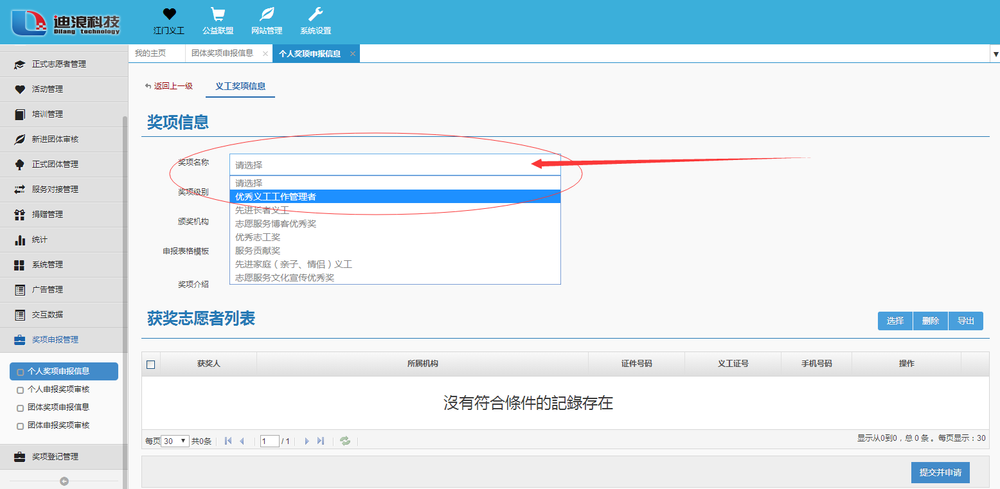 迪浪科技
Dilang technology
江门义工 公益联盟 网站管理 系统设置
我的主页 团体奖项申报信息 个人奖项申报信息
正式志愿者管理
活动管理
培训管理
新进团体审核
正式团体管理
服务对接管理
捐赠管理
统计
系统管理
广告管理
交互数据
奖项申报管理
个人奖项申报信息
个人申报奖项审核
团体奖项申报信息
团体申报奖项审核
奖项登记管理
返回上一级 义工奖项信息
奖项信息
奖项名称 请选择
奖项级别
颁奖机构
申报表格模板
奖项介绍
请选择
优秀义工工作管理者
先进长者义工
志愿服务博客优秀奖
优秀志工奖
服务贡献奖
先进家庭（亲子、情侣）义工
志愿服务文化宣传优秀奖
获奖志愿者列表 选择 删除 导出
获奖人 所属机构 证件号码 义工证号 手机号码 操作
沒有符合條件的記錄存在
每页 30 共0条 1 / 1 显示从0到0，总 0 条 。每页显示：30
提交并申请